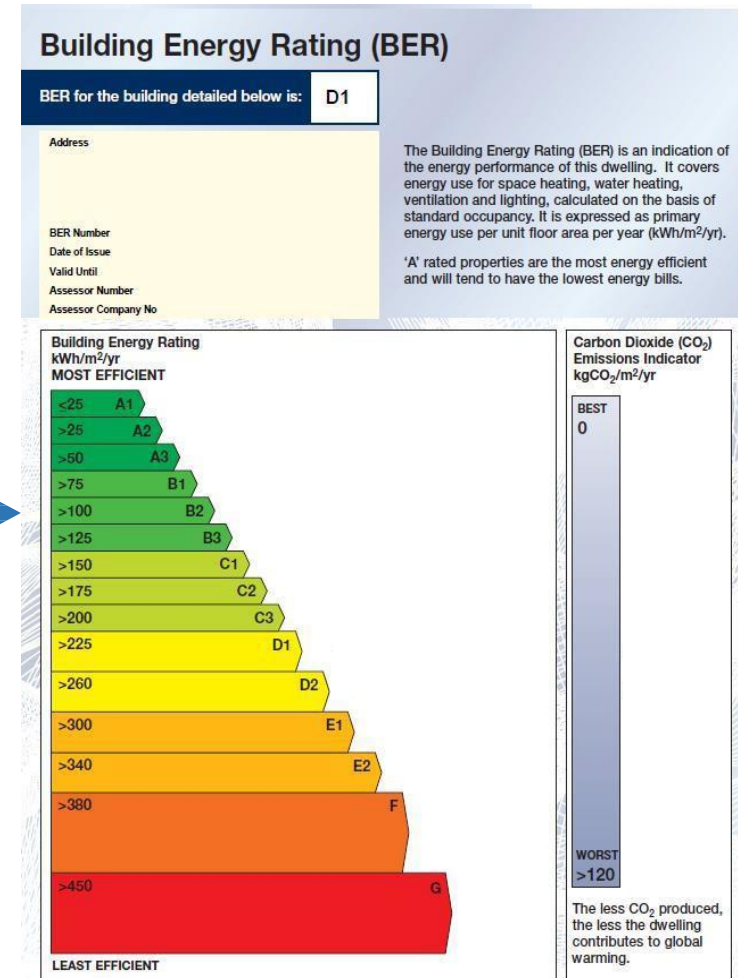 Building Energy Rating (BER)
BER for the building detailed below is: D1
Address
BER Number
Date of Issue
Valid Until
Assessor Number
Assessor Company No
The Building Energy Rating (BER) is an indication of
the energy performance of this dwelling. It covers
energy use for space heating, water heating,
ventilation and lighting, calculated on the basis of
standard occupancy. It is expressed as primary
energy use per unit floor area per year (kWh/m²/yr).
'A' rated properties are the most energy efficient
and will tend to have the lowest energy bills.
Building Energy Rating
kWh/m²/yr
MOST EFFICIENT
≤25 A1
>25 A2
>50 A3
>75 B1
>100 B2
>125 B3
>150 C1
>175 C2
>200 C3
>225 D1
>260 D2
>300 E1
>340 E2
>380 F
>450 G
LEAST EFFICIENT
Carbon Dioxide (CO₂)
Emissions Indicator
kgCO₂/m²/yr
BEST
0
WORST
>120
The less CO₂ produced,
the less the dwelling
contributes to global
warming.